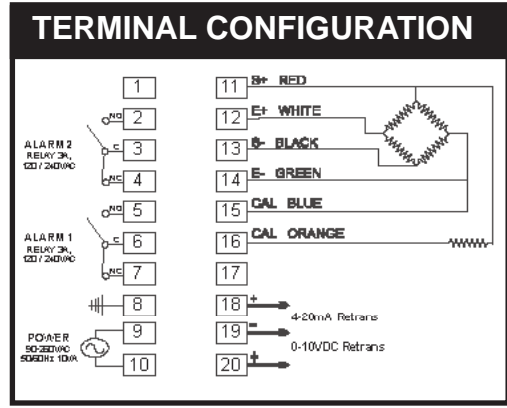 TERMINAL CONFIGURATION
1
NO 2
ALARM 2
RELAY 3A,
120 / 240VAC
C 3
NC 4
NO 5
ALARM 1
RELAY 3A,
120 / 240VAC
C 6
NC 7
8
POWER
90-260VAC
50/60Hz 10VA
9
10
11 S+ RED
12 E+ WHITE
13 S- BLACK
14 E- GREEN
15 CAL BLUE
16 CAL ORANGE
17
18 +
4-20mA Retrans
19 -
0-10VDC Retrans
20 +